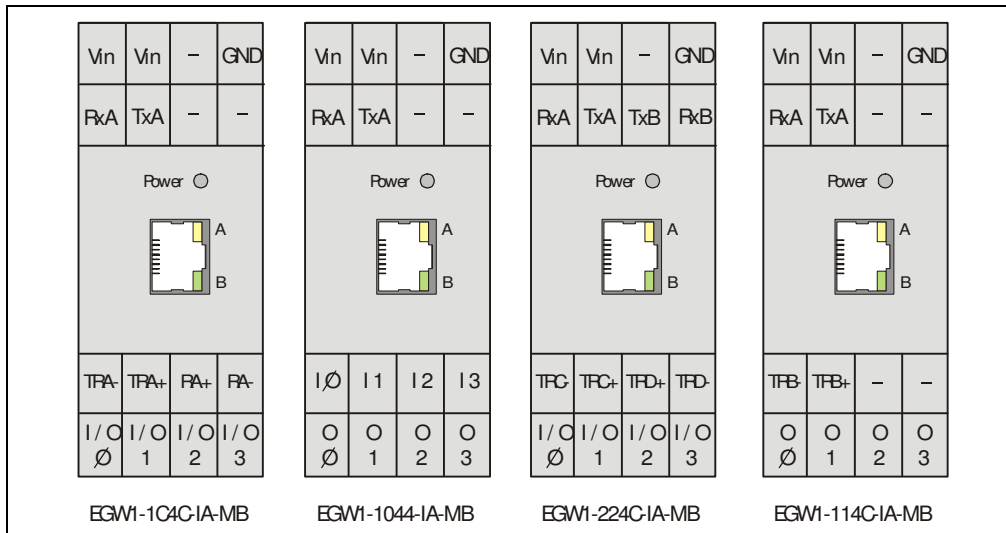 Vin Vin – GND
RxA TxA – –
Power
A
B
TRA- TRA+ RA+ RA-
I/O Ø I/O 1 I/O 2 I/O 3
EGW1-1C4C-IA-MB
Vin Vin – GND
RxA TxA – –
Power
A
B
IØ I1 I2 I3
O Ø O 1 O 2 O 3
EGW1-1044-IA-MB
Vin Vin – GND
RxA TxA TxB RxB
Power
A
B
TRC- TRC+ TRD+ TRD-
I/O Ø I/O 1 I/O 2 I/O 3
EGW1-224C-IA-MB
Vin Vin – GND
RxA TxA – –
Power
A
B
TRB- TRB+ – –
O Ø O 1 O 2 O 3
EGW1-114C-IA-MB